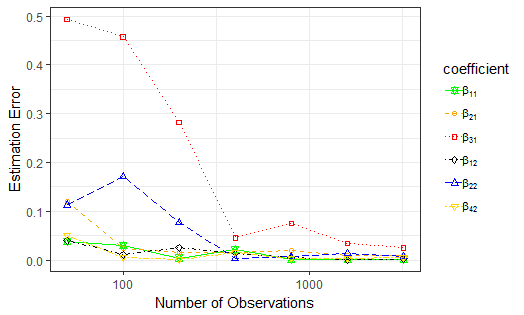 0.5
0.4
0.3
0.2
0.1
0.0
Estimation Error
100
1000
Number of Observations
coefficient
β₁₁
β₂₁
β₃₁
β₁₂
β₂₂
β₄₂